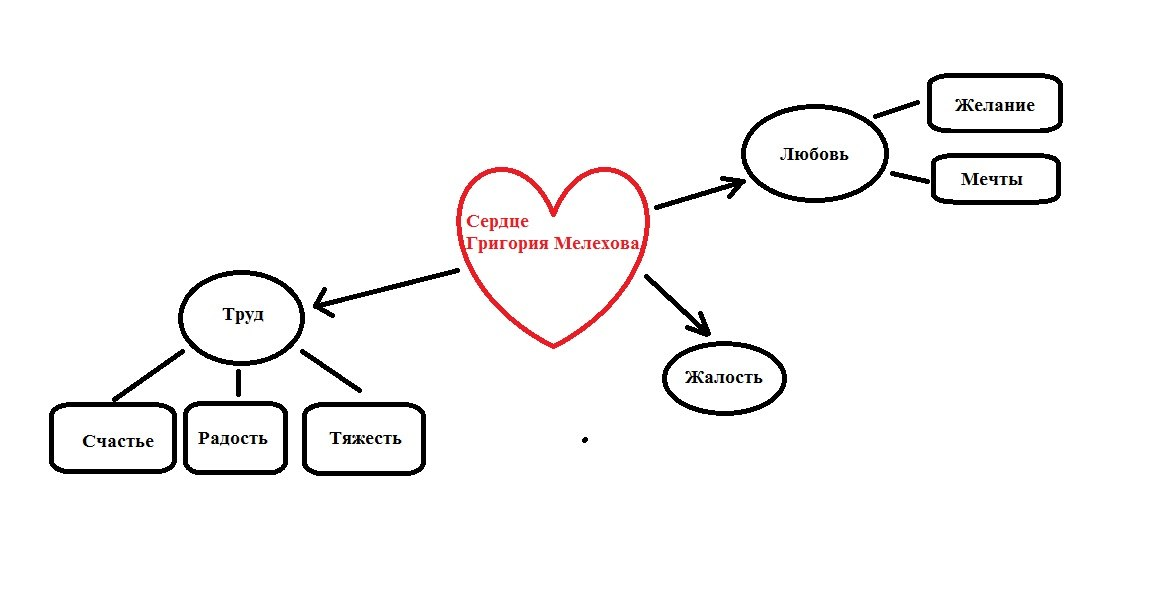 Сердце
Григория Мелехова
Любовь
Желание
Мечты
Труд
Счастье
Радость
Тяжесть
Жалость